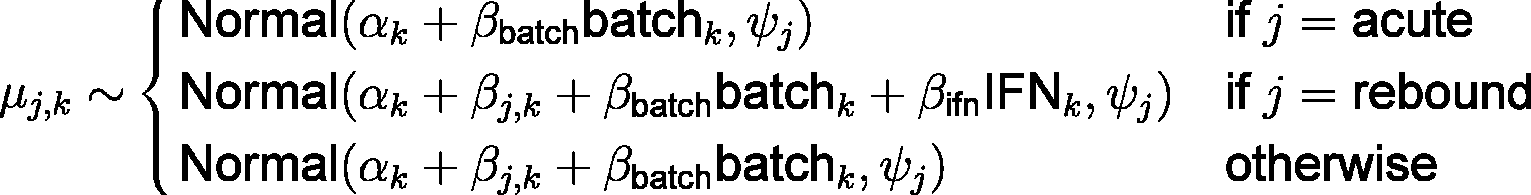 μ_{j,k} ∼ { Normal(α_k + β_batch batch_k, ψ_j) if j = acute
Normal(α_k + β_{j,k} + β_batch batch_k + β_ifn IFN_k, ψ_j) if j = rebound
Normal(α_k + β_{j,k} + β_batch batch_k, ψ_j) otherwise